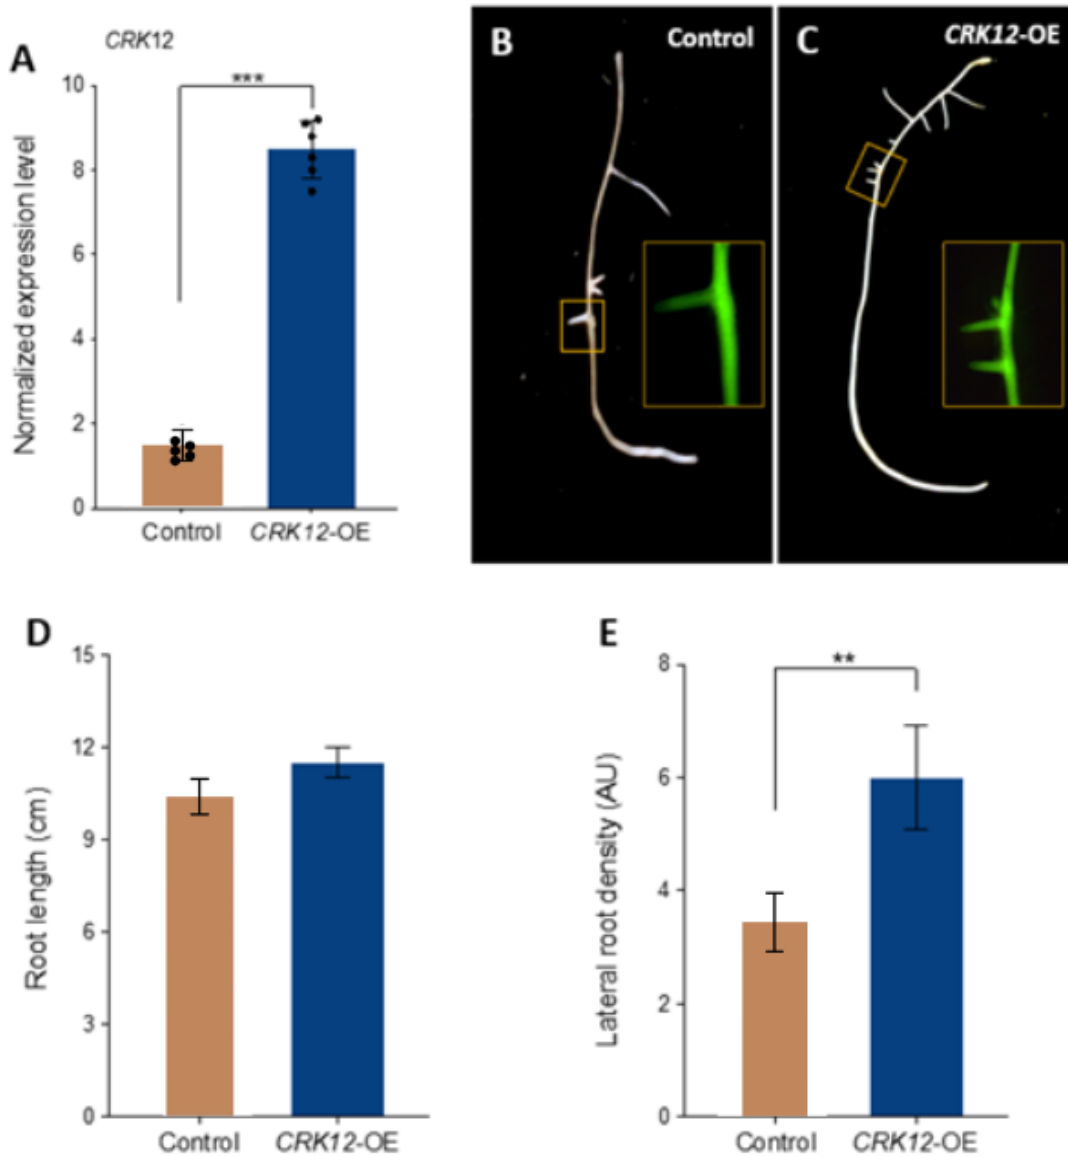 A
CRK12
***
Normalized expression level
10
8
6
4
2
0
Control
CRK12-OE
B
Control
C
CRK12-OE
D
Root length (cm)
15
12
9
6
3
0
Control
CRK12-OE
E
**
Lateral root density (AU)
8
6
4
2
0
Control
CRK12-OE